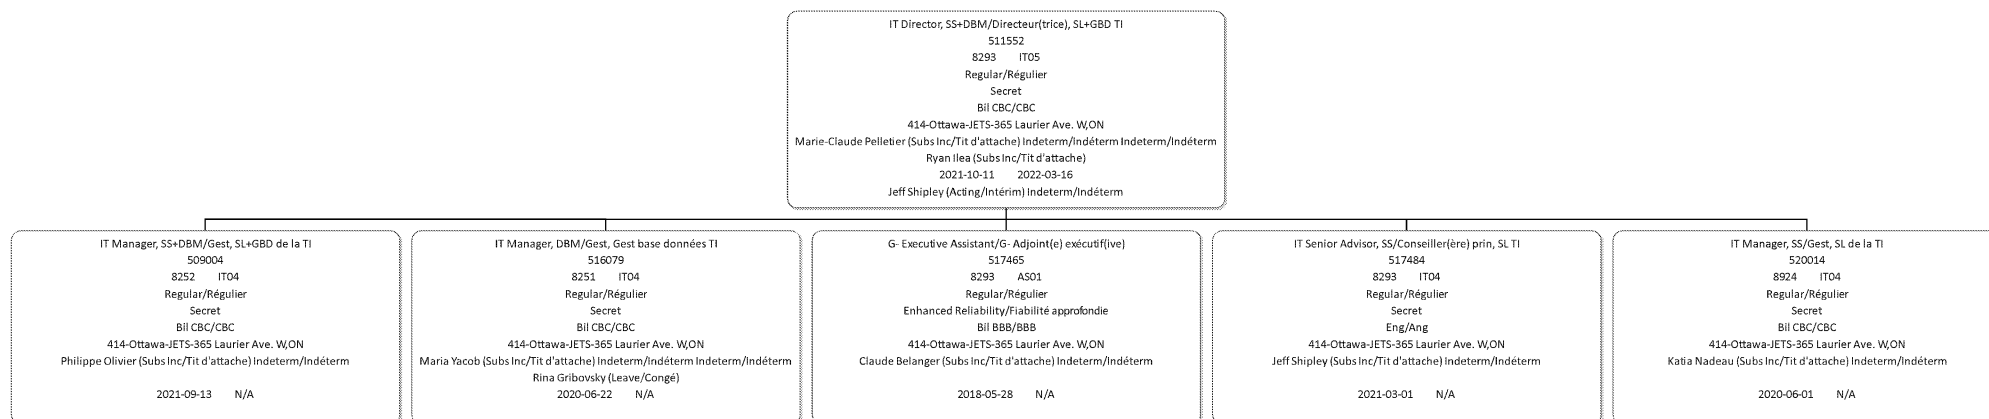 IT Director, SS+DBM/Directeur(trice), SL+GBD TI
511552
8293 IT05
Regular/Régulier
Secret
Bil CBC/CBC
414-Ottawa-JETS-365 Laurier Ave. W,ON
Marie-Claude Pelletier (Subs Inc/Tit d'attache) Indeterm/Indéterm Indeterm/Indéterm
Ryan Ilea (Subs Inc/Tit d'attache)
2021-10-11 2022-03-16
Jeff Shipley (Acting/Intérim) Indeterm/Indéterm
IT Manager, SS+DBM/Gest, SL+GBD de la TI
509004
8252 IT04
Regular/Régulier
Secret
Bil CBC/CBC
414-Ottawa-JETS-365 Laurier Ave. W,ON
Philippe Olivier (Subs Inc/Tit d'attache) Indeterm/Indéterm
2021-09-13 N/A
IT Manager, DBM/Gest, Gest base données TI
516079
8251 IT04
Regular/Régulier
Secret
Bil CBC/CBC
414-Ottawa-JETS-365 Laurier Ave. W,ON
Maria Yacob (Subs Inc/Tit d'attache) Indeterm/Indéterm Indeterm/Indéterm
Rina Gribovsky (Leave/Congé)
2020-06-22 N/A
G- Executive Assistant/G- Adjoint(e) exécutif(ive)
517465
8293 AS01
Regular/Régulier
Enhanced Reliability/Fiabilité approfondie
Bil BBB/BBB
414-Ottawa-JETS-365 Laurier Ave. W,ON
Claude Belanger (Subs Inc/Tit d'attache) Indeterm/Indéterm
2018-05-28 N/A
IT Senior Advisor, SS/Conseiller(ère) prin, SL TI
517484
8293 IT04
Regular/Régulier
Secret
Eng/Ang
414-Ottawa-JETS-365 Laurier Ave. W,ON
Jeff Shipley (Subs Inc/Tit d'attache) Indeterm/Indéterm
2021-03-01 N/A
IT Manager, SS/Gest, SL de la TI
520014
8924 IT04
Regular/Régulier
Secret
Bil CBC/CBC
414-Ottawa-JETS-365 Laurier Ave. W,ON
Katia Nadeau (Subs Inc/Tit d'attache) Indeterm/Indéterm
2020-06-01 N/A